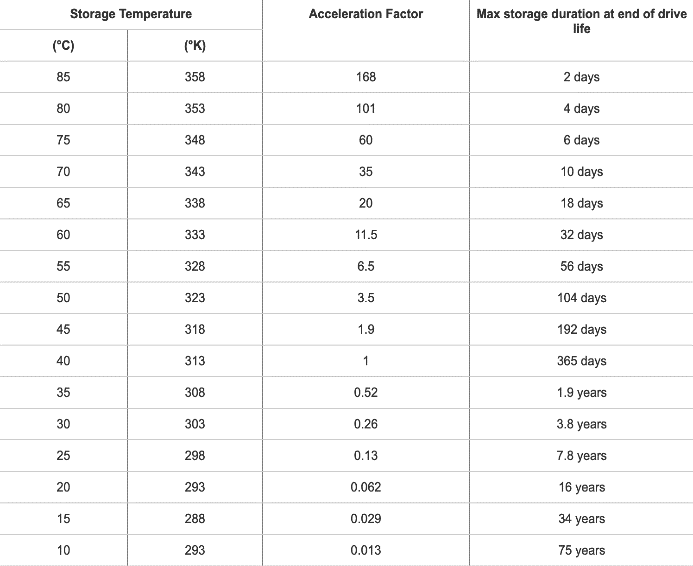 Storage Temperature Acceleration Factor Max storage duration at end of drive
life
(°C) (°K)
85 358 168 2 days
80 353 101 4 days
75 348 60 6 days
70 343 35 10 days
65 338 20 18 days
60 333 11.5 32 days
55 328 6.5 56 days
50 323 3.5 104 days
45 318 1.9 192 days
40 313 1 365 days
35 308 0.52 1.9 years
30 303 0.26 3.8 years
25 298 0.13 7.8 years
20 293 0.062 16 years
15 288 0.029 34 years
10 293 0.013 75 years